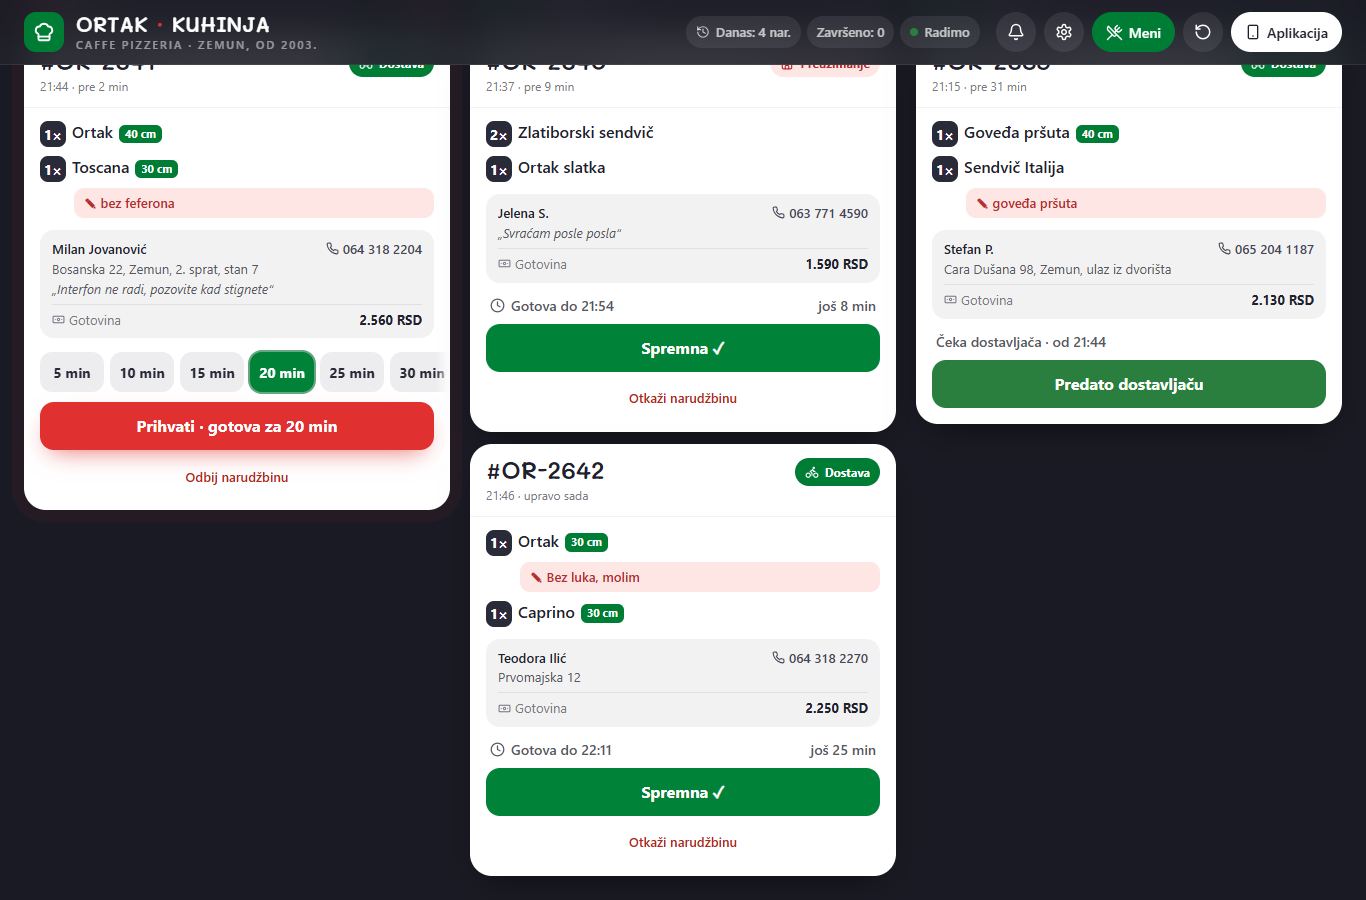 ORTAK · KUHINJA
CAFFE PIZZERIA · ZEMUN, OD 2003.
Danas: 4 nar.
Završeno: 0
Radimo
Meni
Aplikacija
Dostava
21:44 · pre 2 min
1× Ortak 40 cm
1× Toscana 30 cm
bez feferona
Milan Jovanović 064 318 2204
Bosanska 22, Zemun, 2. sprat, stan 7
„Interfon ne radi, pozovite kad stignete“
Gotovina 2.560 RSD
5 min 10 min 15 min 20 min 25 min 30 min
Prihvati · gotova za 20 min
Odbij narudžbinu
Preuzimanje
21:37 · pre 9 min
2× Zlatiborski sendvič
1× Ortak slatka
Jelena S. 063 771 4590
„Svraćam posle posla“
Gotovina 1.590 RSD
Gotova do 21:54 još 8 min
Spremna ✓
Otkaži narudžbinu
#OR-2642 Dostava
21:46 · upravo sada
1× Ortak 30 cm
Bez luka, molim
1× Caprino 30 cm
Teodora Ilić 064 318 2270
Prvomajska 12
Gotovina 2.250 RSD
Gotova do 22:11 još 25 min
Spremna ✓
Otkaži narudžbinu
Dostava
21:15 · pre 31 min
1× Goveđa pršuta 40 cm
1× Sendvič Italija
goveđa pršuta
Stefan P. 065 204 1187
Cara Dušana 98, Zemun, ulaz iz dvorišta
Gotovina 2.130 RSD
Čeka dostavljača · od 21:44
Predato dostavljaču